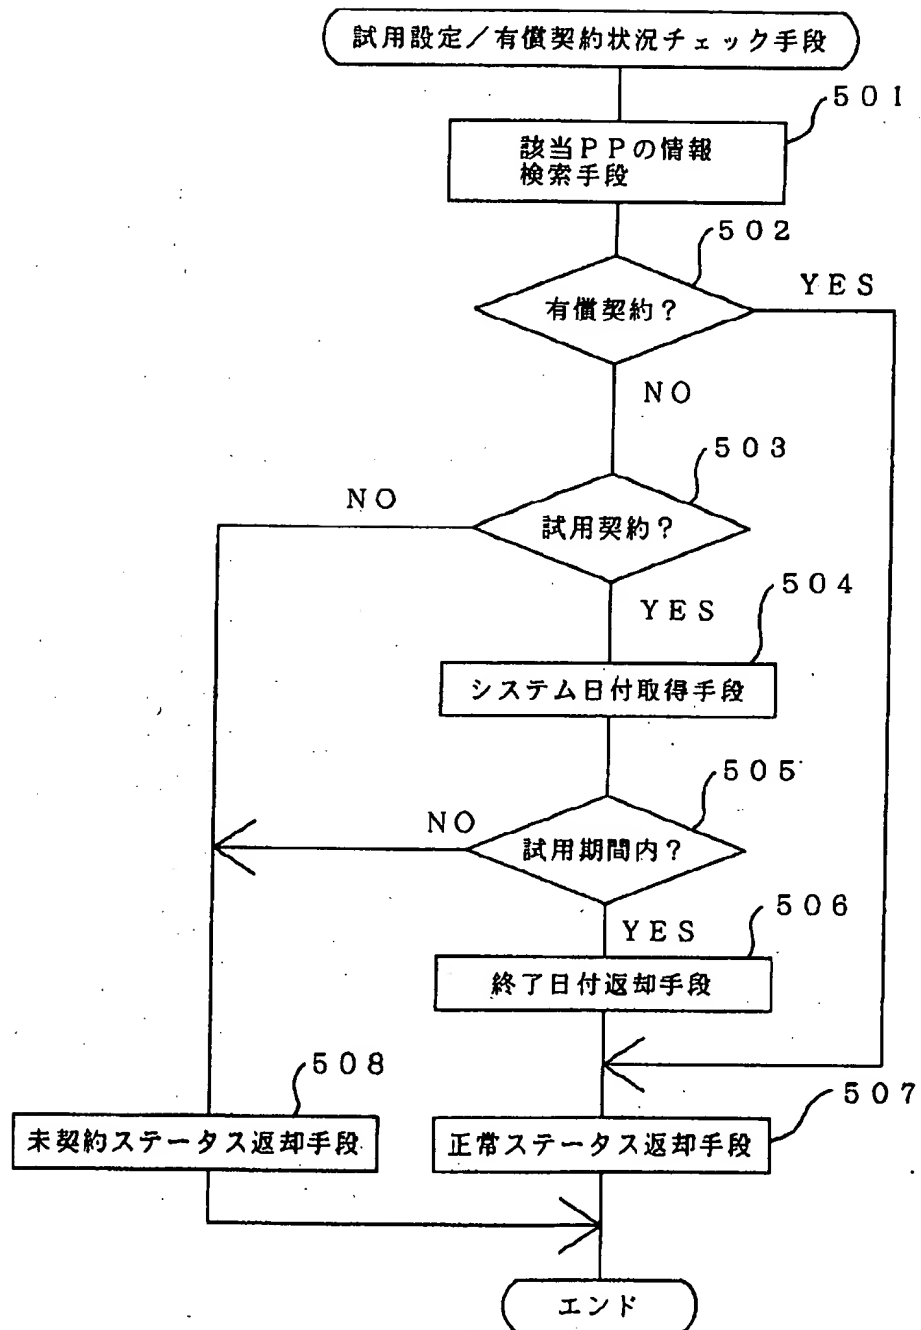 試用設定／有償契約状況チェック手段
５０１
該当ＰＰの情報
検索手段
５０２
有償契約？
ＹＥＳ
ＮＯ
５０３
試用契約？
ＮＯ
ＹＥＳ
５０４
システム日付取得手段
５０５
試用期間内？
ＮＯ
ＹＥＳ
５０６
終了日付返却手段
５０８
未契約ステータス返却手段
５０７
正常ステータス返却手段
エンド